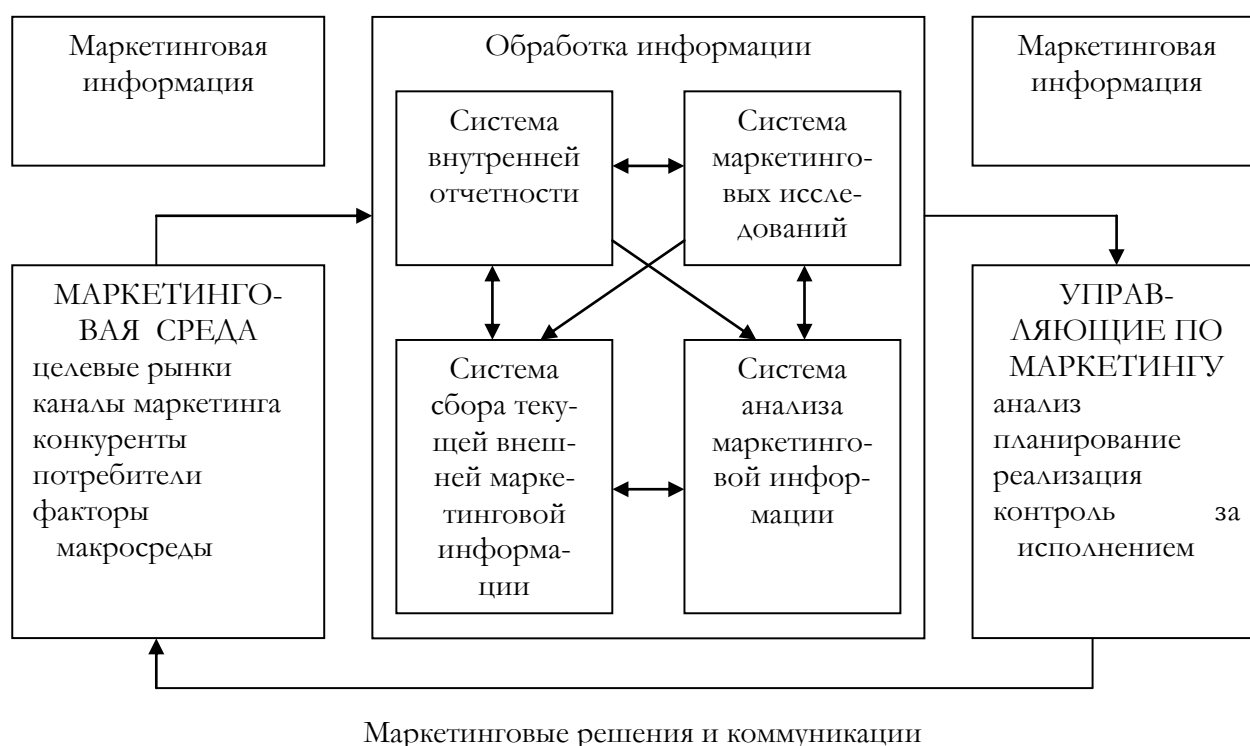 Маркетинговая
информация
Обработка информации
Маркетинговая
информация
Система
внутренней
отчетности
Система
маркетинго-
вых иссле-
дований
МАРКЕТИНГО-
ВАЯ СРЕДА
целевые рынки
каналы маркетинга
конкуренты
потребители
факторы
макросреды
Система
сбора теку-
щей внеш-
ней марке-
тинговой
информа-
ции
Система
анализа
маркетинго-
вой инфор-
мации
УПРАВ-
ЛЯЮЩИЕ ПО
МАРКЕТИНГУ
анализ
планирование
реализация
контроль за
исполнением
Маркетинговые решения и коммуникации